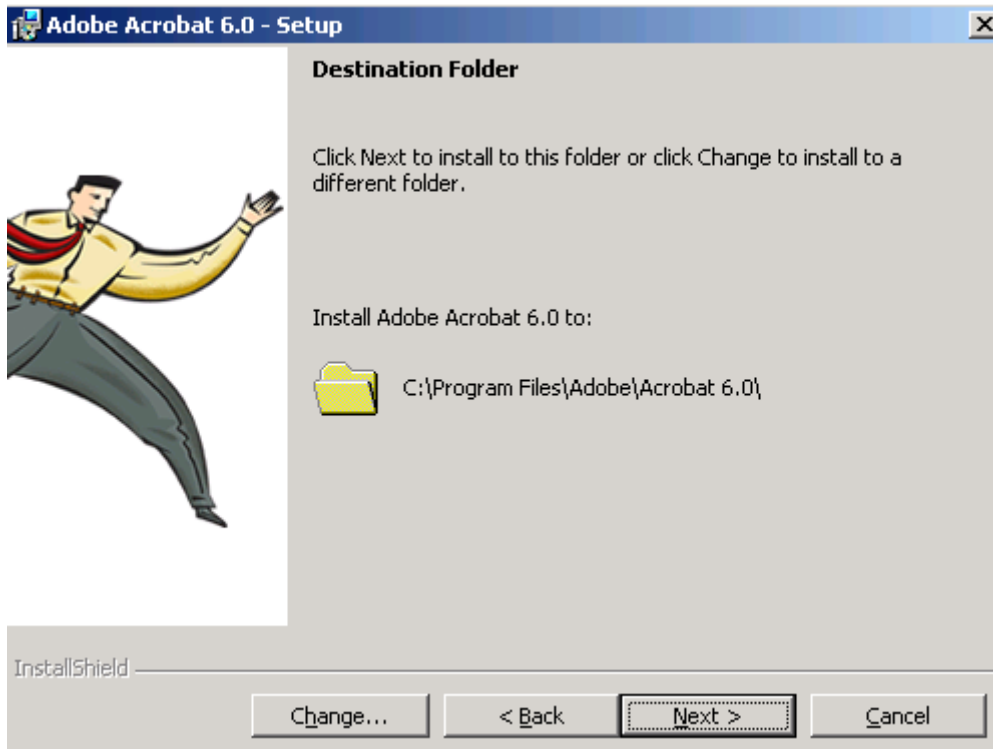 Adobe Acrobat 6.0 - Setup
Destination Folder
Click Next to install to this folder or click Change to install to a
different folder.
Install Adobe Acrobat 6.0 to:
C:\Program Files\Adobe\Acrobat 6.0\
InstallShield
Change...
< Back
Next >
Cancel